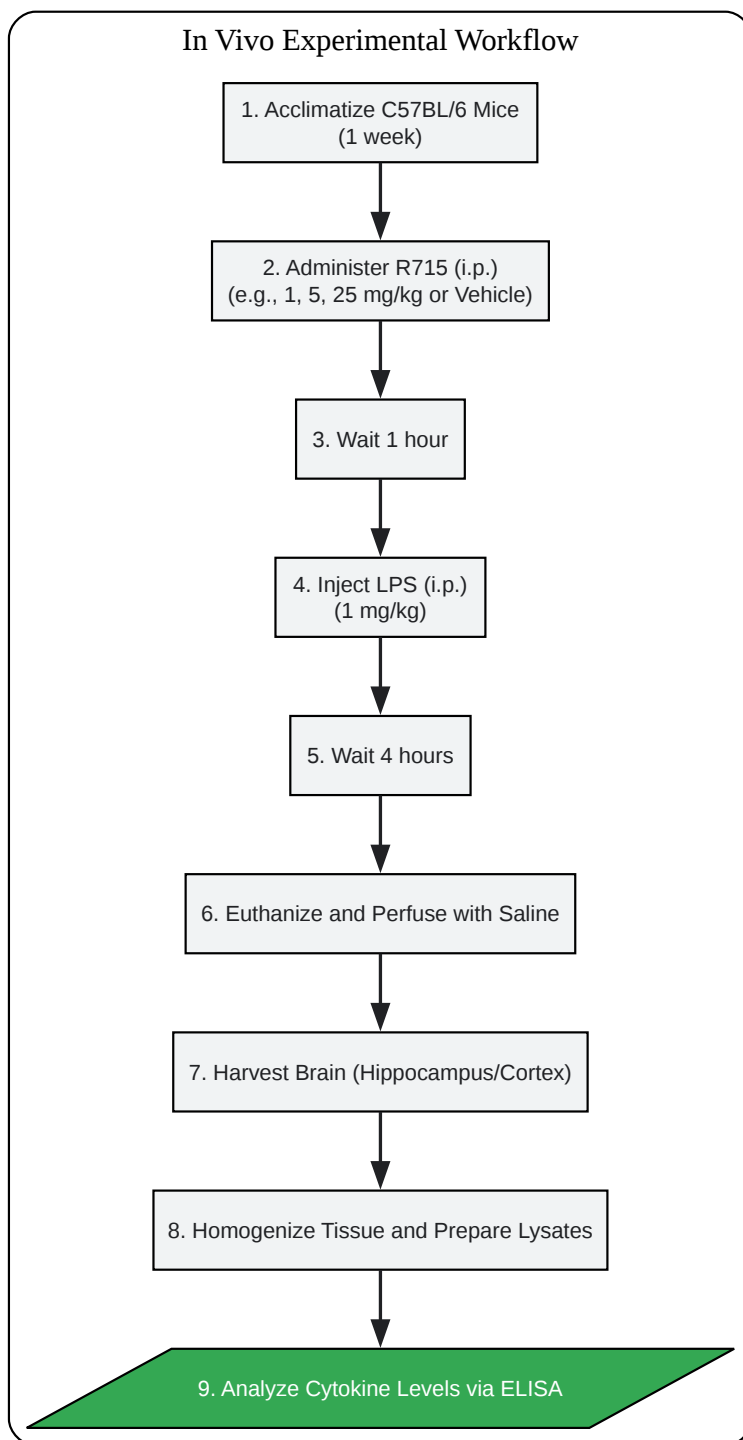 In Vivo Experimental Workflow
1. Acclimatize C57BL/6 Mice
(1 week)
2. Administer R715 (i.p.)
(e.g., 1, 5, 25 mg/kg or Vehicle)
3. Wait 1 hour
4. Inject LPS (i.p.)
(1 mg/kg)
5. Wait 4 hours
6. Euthanize and Perfuse with Saline
7. Harvest Brain (Hippocampus/Cortex)
8. Homogenize Tissue and Prepare Lysates
9. Analyze Cytokine Levels via ELISA